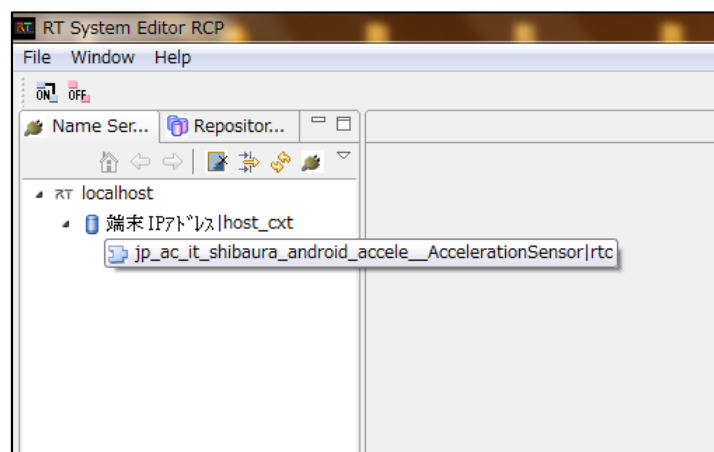 RT System Editor RCP
File Window Help
ON OFF
Name Ser... Repositor...
RT localhost
端末 IPｱﾄﾞﾚｽ|host_cxt
jp_ac_it_shibaura_android_accele__AccelerationSensor|rtc